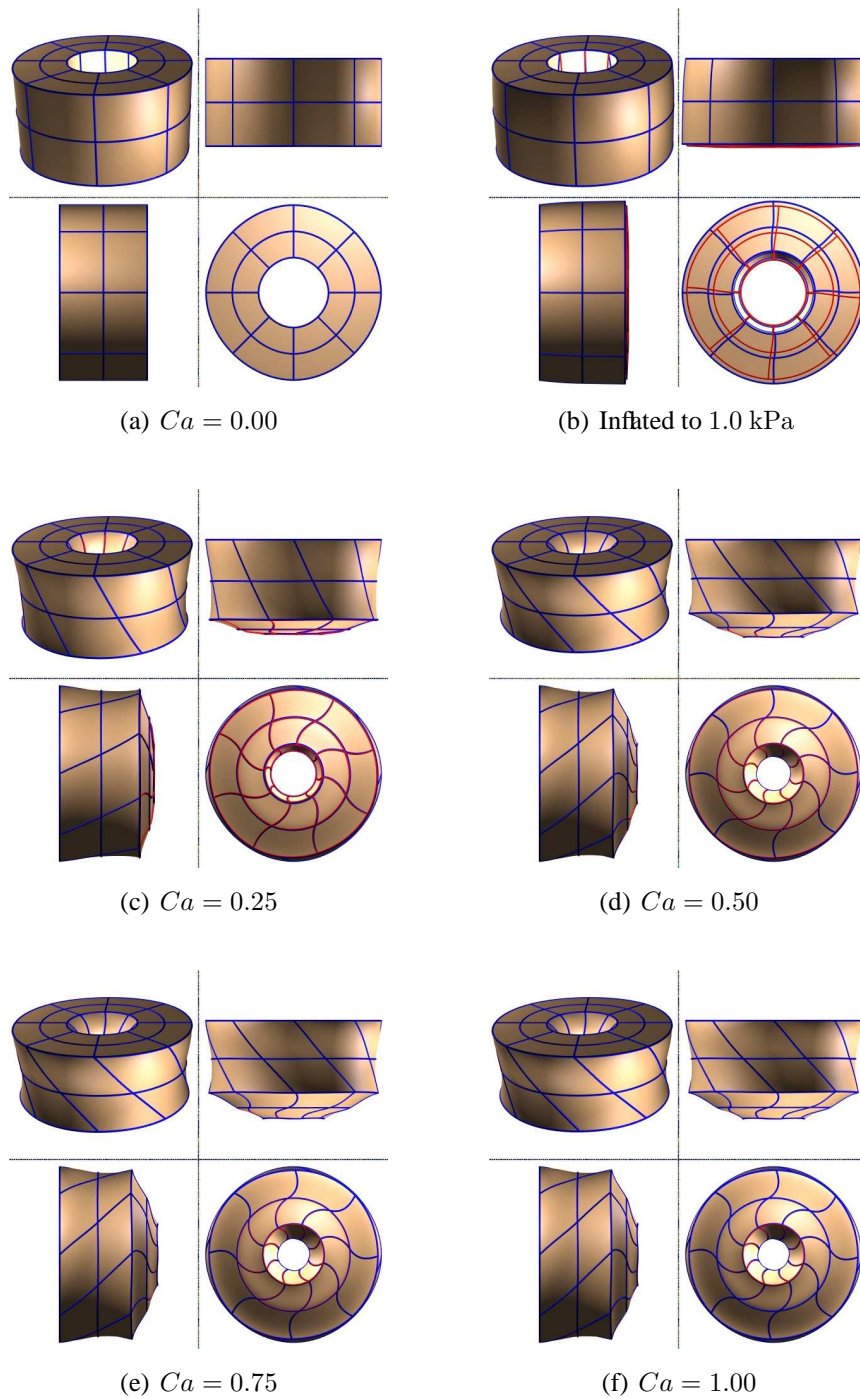 (a) Ca = 0.00
(b) Inflated to 1.0 kPa
(c) Ca = 0.25
(d) Ca = 0.50
(e) Ca = 0.75
(f) Ca = 1.00